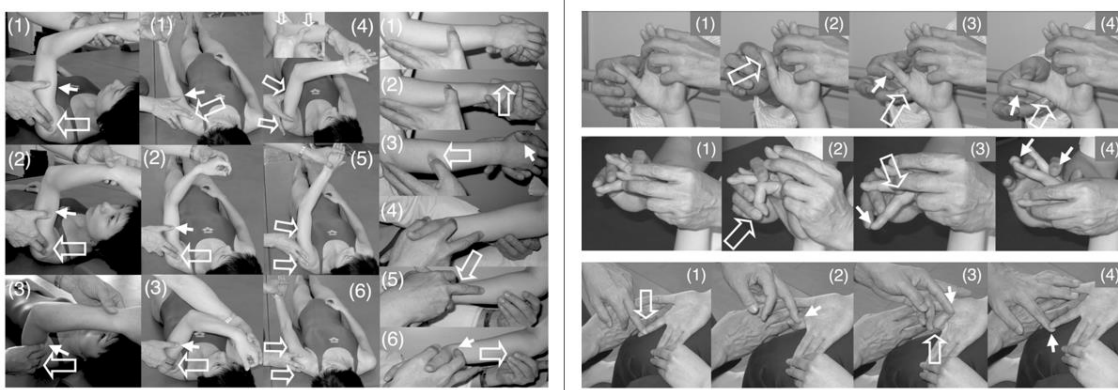 (1) (1) (4) (1)
(2)
(3)
(2) (2) (5)
(4)
(3) (3) (6) (5)
(6)
(1) (2) (3) (4)
(1) (2) (3) (4)
(1) (2) (3) (4)